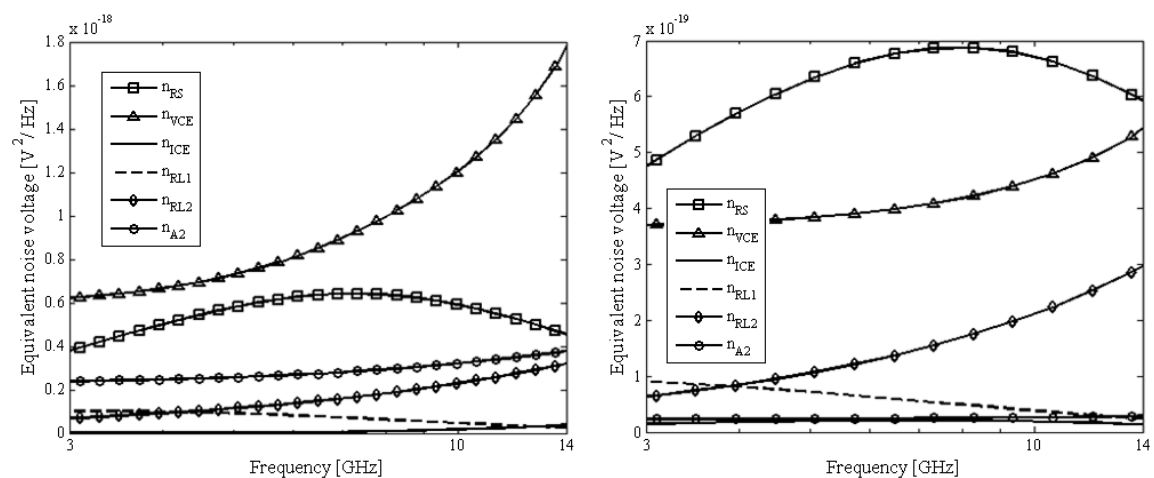 x 10⁻¹⁸
1.8
1.6
1.4
1.2
1
0.8
0.6
0.4
0.2
0
Equivalent noise voltage [V²/ Hz]
n_RS
n_VCE
n_ICE
n_RL1
n_RL2
n_A2
3
10
14
Frequency [GHz]
x 10⁻¹⁹
7
6
5
4
3
2
1
0
Equivalent noise voltage [V²/ Hz]
n_RS
n_VCE
n_ICE
n_RL1
n_RL2
n_A2
3
10
14
Frequency [GHz]